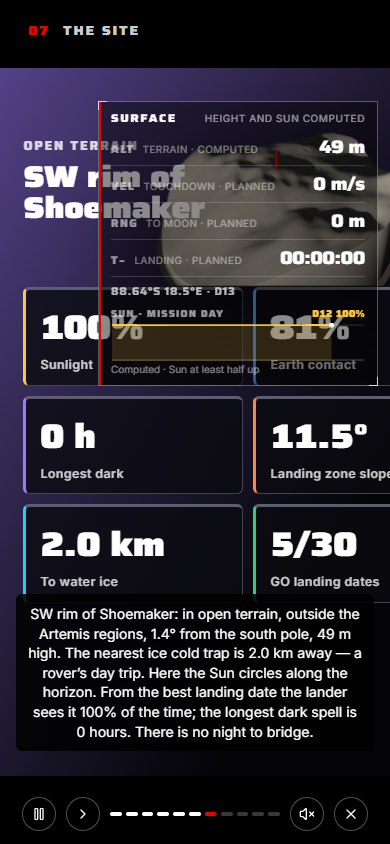 07 THE SITE
SURFACE HEIGHT AND SUN COMPUTED
OPEN TERRAIN
ALT TERRAIN · COMPUTED 49 m
SW rim of
Shoemaker
VEL TOUCHDOWN · PLANNED 0 m/s
RNG TO MOON · PLANNED 0 m
T- LANDING · PLANNED 00:00:00
88.64°S 18.5°E · D13
SUN · MISSION DAY D12 100%
100% 81%
Sunlight Earth contact
Computed · Sun at least half up
0 h 11.5°
Longest dark Landing zone slope
2.0 km 5/30
To water ice GO landing dates
SW rim of Shoemaker: in open terrain, outside the
Artemis regions, 1.4° from the south pole, 49 m
high. The nearest ice cold trap is 2.0 km away — a
rover’s day trip. Here the Sun circles along the
horizon. From the best landing date the lander
sees it 100% of the time; the longest dark spell is
0 hours. There is no night to bridge.